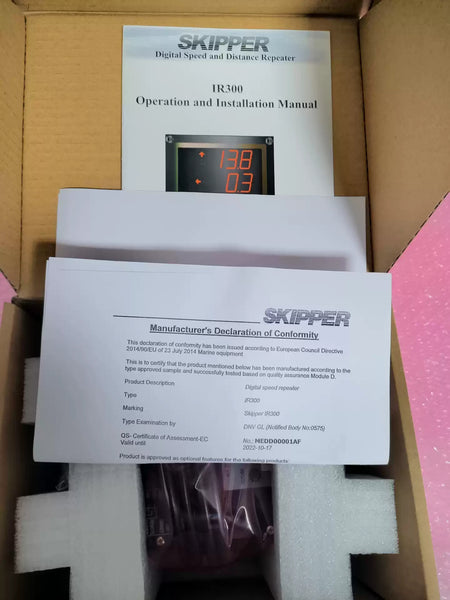 SKIPPER
Digital Speed and Distance Repeater
IR300
Operation and Installation Manual
13.8
0.3
SKIPPER
Manufacturer's Declaration of Conformity
This declaration of conformity has been issued according to European Council Directive
2014/90/EU of 23 July 2014 Marine equipment
This is to certify that the product mentioned below has been manufactured according to the
type approved sample and successfully tested based on quality assurance Module D.
Product Description Digital speed repeater
Type IR300
Marking Skipper IR300
Type Examination by DNV GL (Notified Body No:0575)
QS- Certificate of Assessment-EC No.: HEDD00001AF
Valid until 2022-10-17
Product is approved as optional features for the following products: